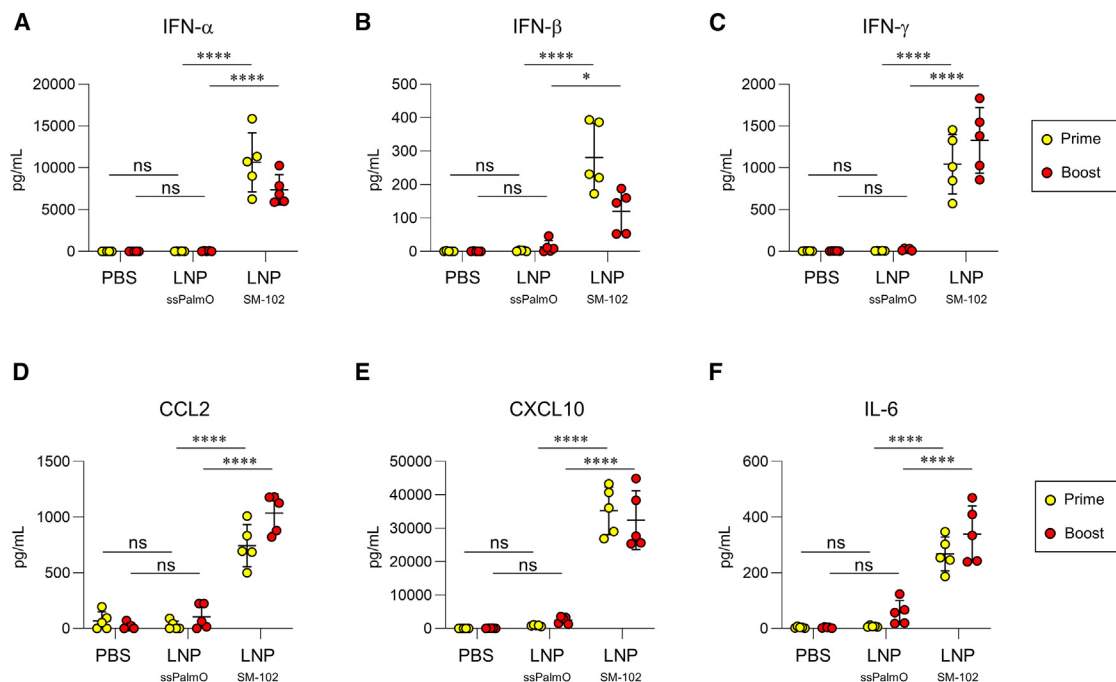 A
IFN-α
****
****
20000
15000
10000
5000
0
pg/mL
ns
ns
PBS
LNP
ssPalmO
LNP
SM-102
B
IFN-β
****
*
500
400
300
200
100
0
pg/mL
ns
ns
PBS
LNP
ssPalmO
LNP
SM-102
C
IFN-γ
****
****
2000
1500
1000
500
0
pg/mL
ns
ns
PBS
LNP
ssPalmO
LNP
SM-102
Prime
Boost
D
CCL2
****
****
1500
1000
500
0
pg/mL
ns
ns
PBS
LNP
ssPalmO
LNP
SM-102
E
CXCL10
****
****
50000
40000
30000
20000
10000
0
pg/mL
ns
ns
PBS
LNP
ssPalmO
LNP
SM-102
F
IL-6
****
****
600
400
200
0
pg/mL
ns
ns
PBS
LNP
ssPalmO
LNP
SM-102
Prime
Boost